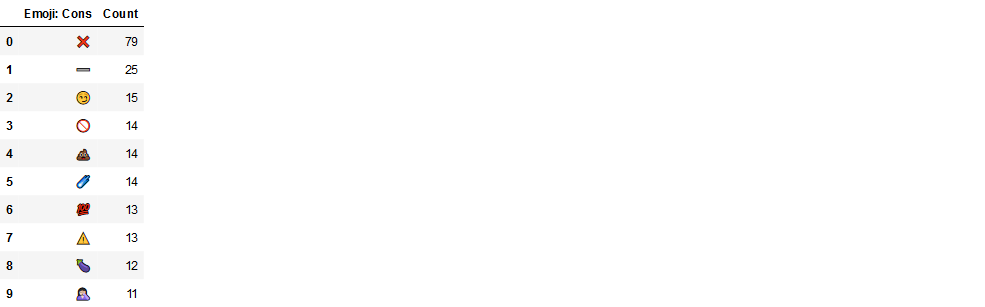 Emoji: Cons Count
0 ❌ 79
1 ➖ 25
2 😏 15
3 🚫 14
4 💩 14
5 🧴 14
6 💯 13
7 ⚠ 13
8 🍆 12
9 🤷‍♀ 11